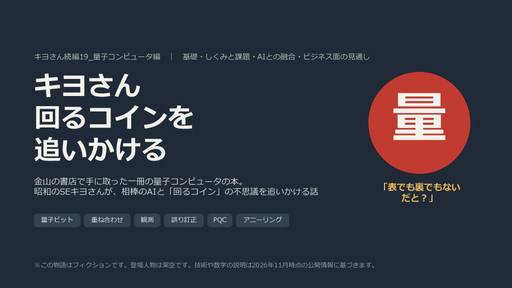 キヨさん続編19_量子コンピュータ編　｜　基礎・しくみと課題・AIとの融合・ビジネス面の見通し
キヨさん
回るコインを
追いかける
量
「表でも裏でもない
だと？」
金山の書店で手に取った一冊の量子コンピュータの本。
昭和のSEキヨさんが、相棒のAIと「回るコイン」の不思議を追いかける話
量子ビット
重ね合わせ
観測
誤り訂正
PQC
アニーリング
※この物語はフィクションです。登場人物は架空です。技術や数字の説明は2026年11月時点の公開情報に基づきます。